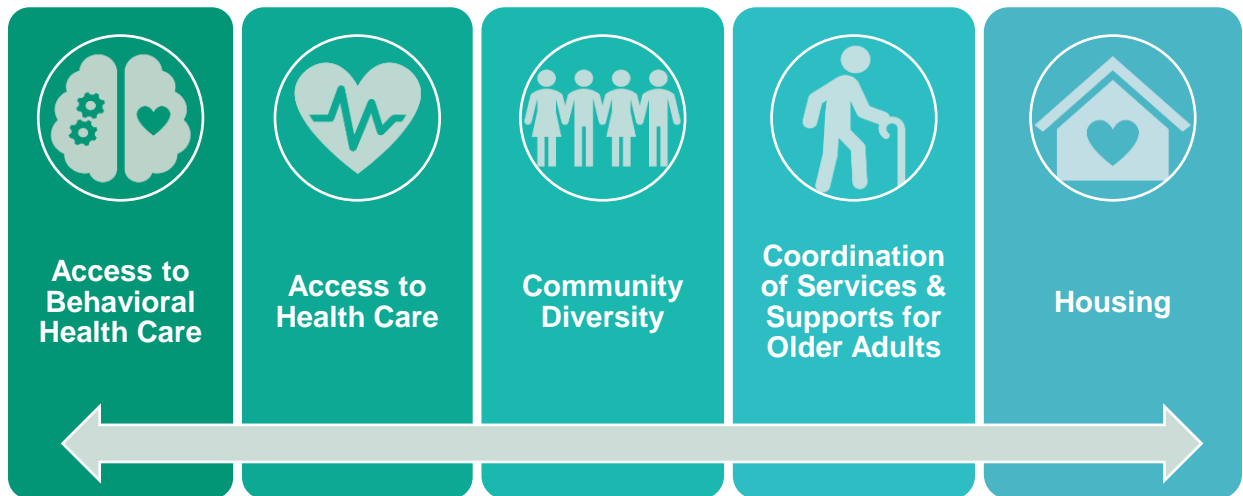 Access to
Behavioral
Health Care
Access to
Health Care
Community
Diversity
Coordination
of Services &
Supports for
Older Adults
Housing